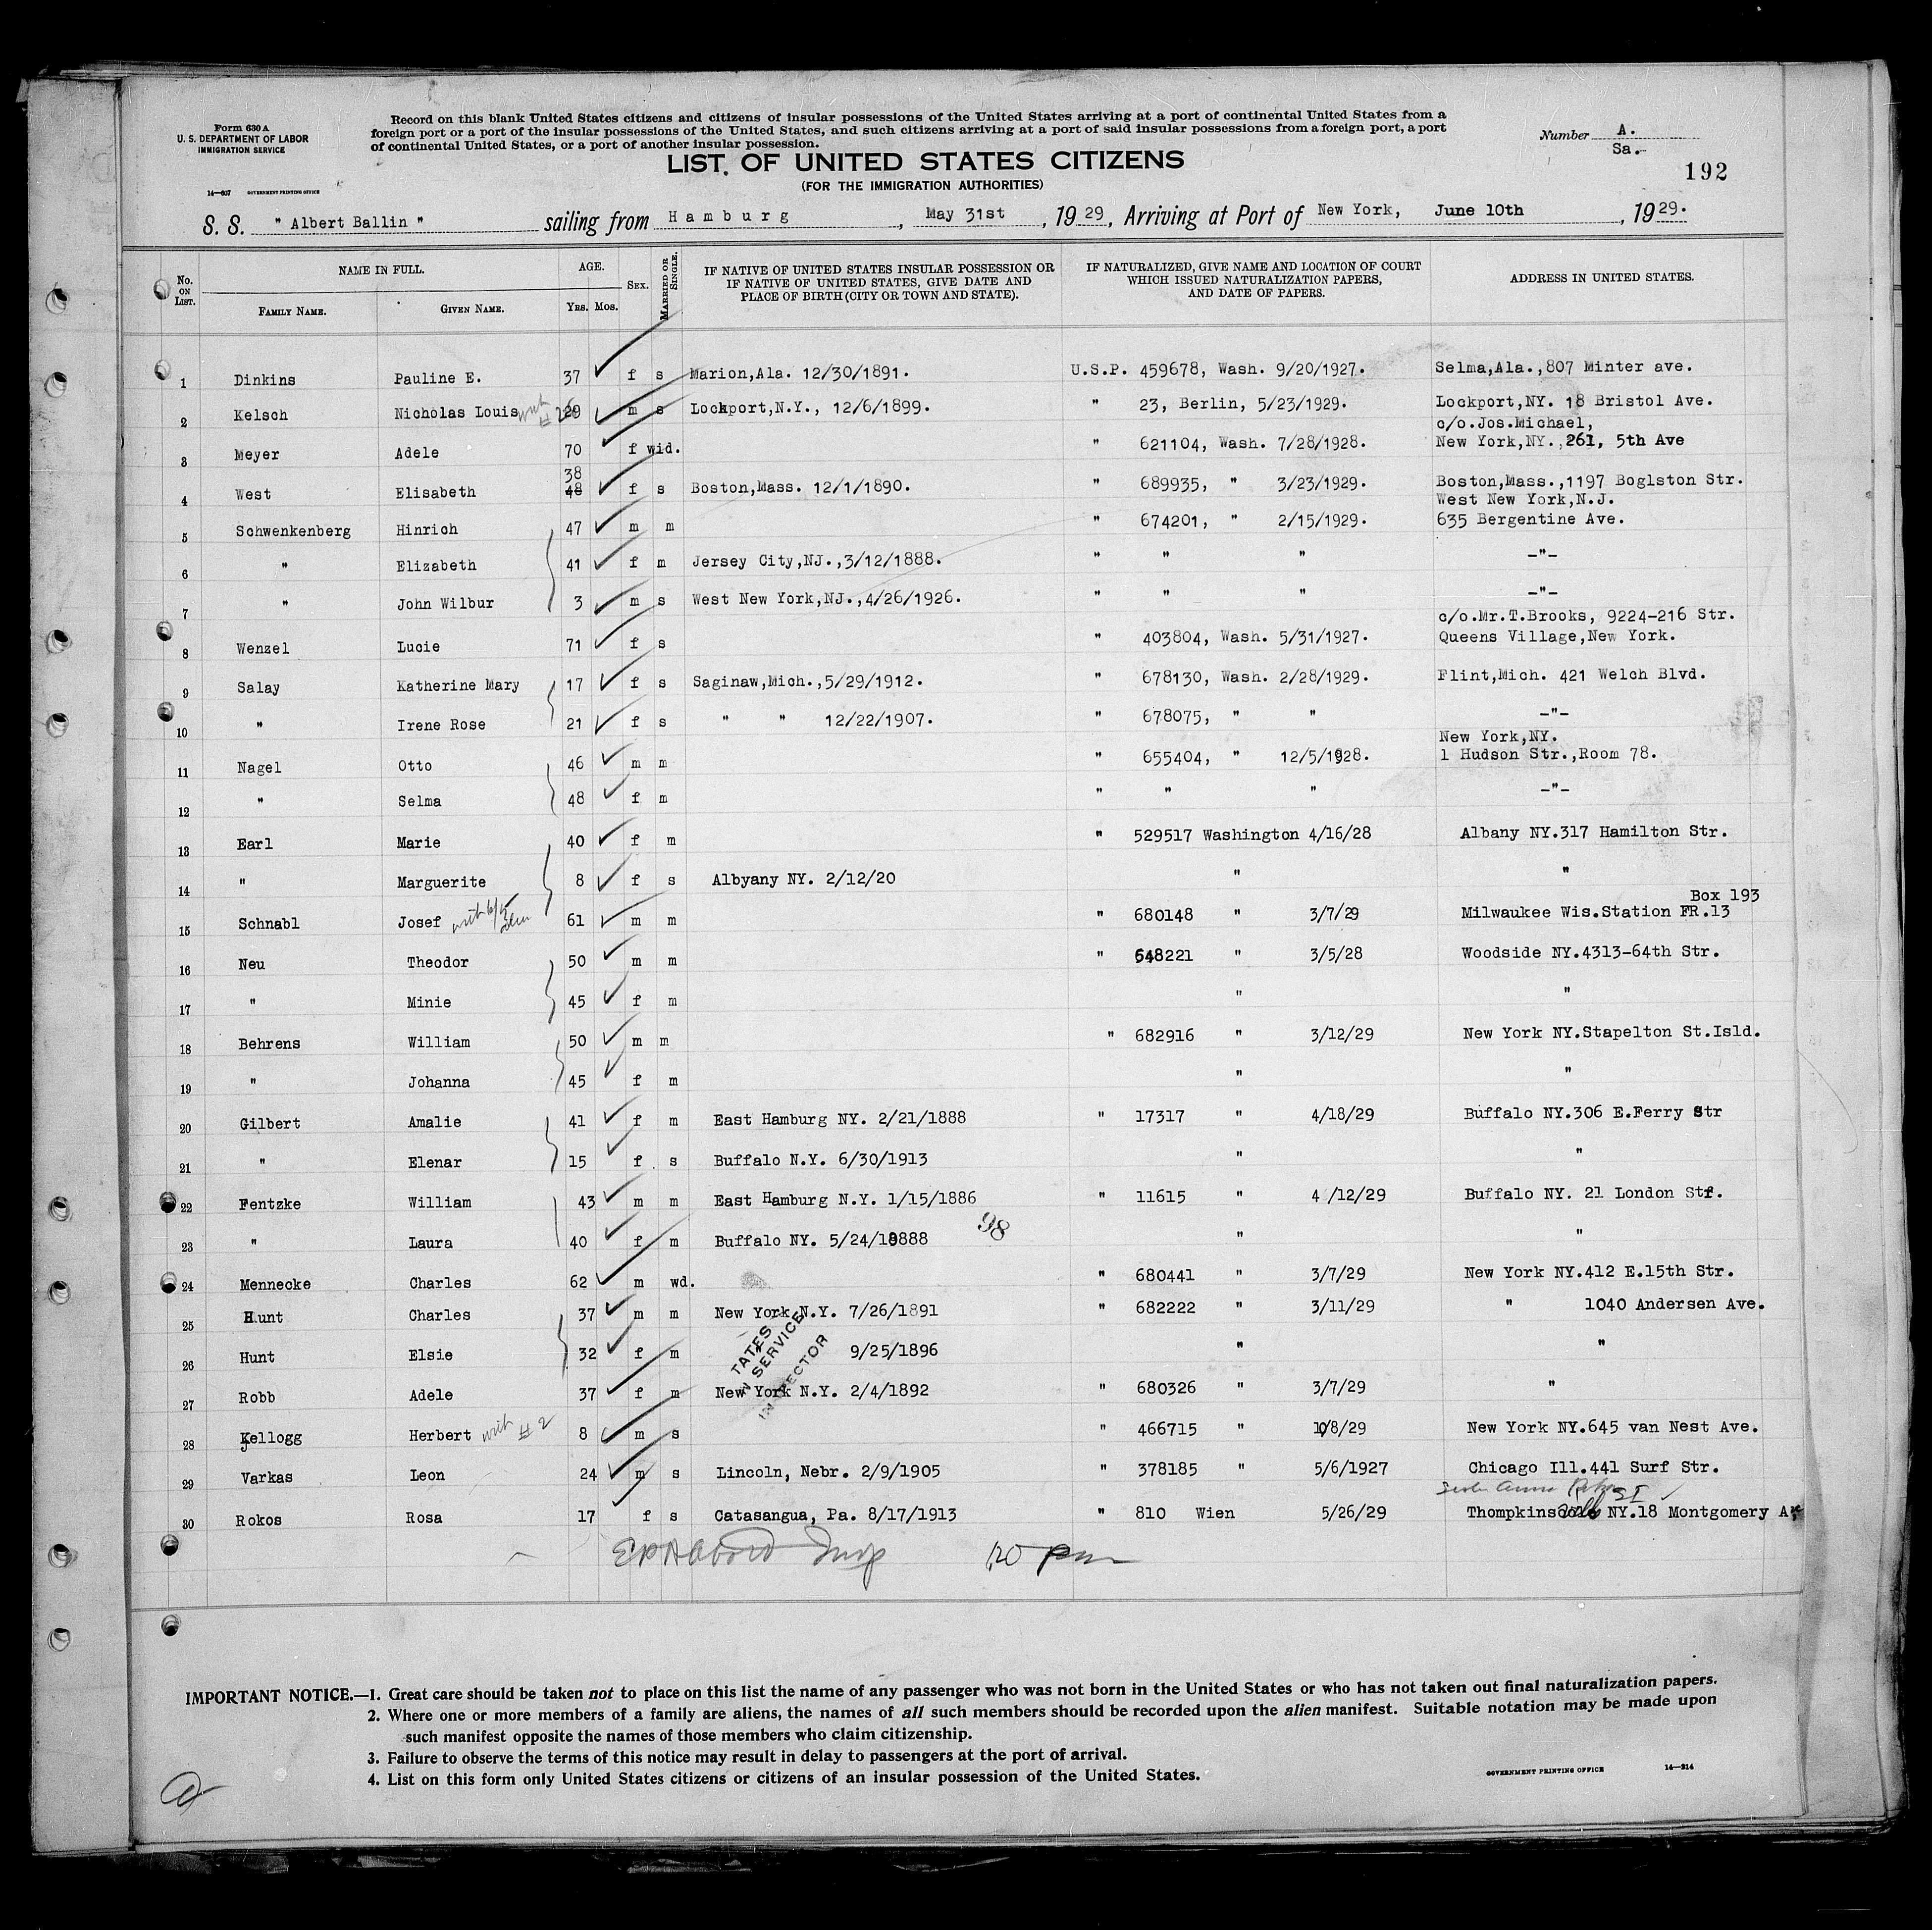 Form 630 A
U. S. DEPARTMENT OF LABOR
IMMIGRATION SERVICE
14—607 GOVERNMENT PRINTING OFFICE
Record on this blank United States citizens and citizens of insular possessions of the United States arriving at a port of continental United States from a
foreign port or a port of the insular possessions of the United States, and such citizens arriving at a port of said insular possessions from a foreign port, a port
of continental United States, or a port of another insular possession.
Number A.
Sa.-
192
LIST OF UNITED STATES CITIZENS
(FOR THE IMMIGRATION AUTHORITIES)
S. S. " Albert Ballin " sailing from Hamburg, May 31st, 1929, Arriving at Port of New York, June 10th, 1929.
No. ON LIST. NAME IN FULL. FAMILY NAME. GIVEN NAME. AGE. YRS. MOS. SEX. MARRIED OR SINGLE. IF NATIVE OF UNITED STATES INSULAR POSSESSION OR IF NATIVE OF UNITED STATES, GIVE DATE AND PLACE OF BIRTH (CITY OR TOWN AND STATE). IF NATURALIZED, GIVE NAME AND LOCATION OF COURT WHICH ISSUED NATURALIZATION PAPERS, AND DATE OF PAPERS. ADDRESS IN UNITED STATES.
1 Dinkins Pauline E. 37 f s Marion,Ala. 12/30/1891. U.S.P. 459678, Wash. 9/20/1927. Selma,Ala.,807 Minter ave.
2 Kelsch Nicholas Louis with # 29 m s Lockport,N.Y., 12/6/1899. " 23, Berlin, 5/23/1929. Lockport,NY. 18 Bristol Ave.
c/o.Jos.Michael,
3 Meyer Adele 70 f wid. " 621104, Wash. 7/28/1928. New York,NY.,261, 5th Ave
38
4 West Elisabeth 48 f s Boston,Mass. 12/1/1890. " 689935, " 3/23/1929. Boston,Mass.,1197 Boglston Str.
West New York,N.J.
5 Schwenkenberg Hinrich 47 m m " 674201, " 2/15/1929. 635 Bergentine Ave.
6 " Elizabeth 41 f m Jersey City,NJ.,3/12/1888. " " " -"-
7 " John Wilbur 3 m s West New York,NJ.,4/26/1926. " " " -"-
c/o.Mr.T.Brooks, 9224-216 Str.
8 Wenzel Lucie 71 f s " 403804, Wash. 5/31/1927. Queens Village,New York.
9 Salay Katherine Mary 17 f s Saginaw,Mich.,5/29/1912. " 678130, Wash. 2/28/1929. Flint,Mich. 421 Welch Blvd.
10 " Irene Rose 21 f s " " 12/22/1907. " 678075, " " -"-
New York,NY.
11 Nagel Otto 46 m m " 655404, " 12/5/1928. 1 Hudson Str.,Room 78.
12 " Selma 48 f m " " " -"-
13 Earl Marie 40 f m " 529517 Washington 4/16/28 Albany NY.317 Hamilton Str.
14 " Marguerite 8 f s Albyany NY. 2/12/20 " "
Box 193
15 Schnabl Josef with 61 m m " 680148 " 3/7/29 Milwaukee Wis.Station FR.13
16 Neu Theodor 50 m m " 648221 " 3/5/28 Woodside NY.4313-64th Str.
17 " Minie 45 f m " "
18 Behrens William 50 m m " 682916 " 3/12/29 New York NY.Stapelton St.Isld.
19 " Johanna 45 f m " "
20 Gilbert Amalie 41 f m East Hamburg NY. 2/21/1888 " 17317 " 4/18/29 Buffalo NY.306 E.Ferry Str
21 " Elenar 15 f s Buffalo N.Y. 6/30/1913 " "
22 Fentzke William 43 m m East Hamburg N.Y. 1/15/1886 " 11615 " 4 /12/29 Buffalo NY. 21 London Str.
23 " Laura 40 f m Buffalo NY. 5/24/18888 98 " "
24 Mennecke Charles 62 m wd. " 680441 " 3/7/29 New York NY.412 E.15th Str.
25 Hunt Charles 37 m m New York N.Y. 7/26/1891 " 682222 " 3/11/29 " 1040 Andersen Ave.
26 Hunt Elsie 32 f m 9/25/1896 " "
TATES
N SERVICE
INSPECTOR
27 Robb Adele 37 f m New York N.Y. 2/4/1892 " 680326 " 3/7/29 "
28 Kellogg Herbert with # 2 8 m s " 466715 " 10/8/29 New York NY.645 van Nest Ave.
29 Varkas Leon 24 m s Lincoln, Nebr. 2/9/1905 " 378185 " 5/6/1927 Chicago Ill.441 Surf Str.
30 Rokos Rosa 17 f s Catasangua, Pa. 8/17/1913 " 810 Wien 5/26/29 Thompkinsville NY.18 Montgomery A
Insp 120 pm
IMPORTANT NOTICE.—1. Great care should be taken not to place on this list the name of any passenger who was not born in the United States or who has not taken out final naturalization papers.
2. Where one or more members of a family are aliens, the names of all such members should be recorded upon the alien manifest. Suitable notation may be made upon
such manifest opposite the names of those members who claim citizenship.
3. Failure to observe the terms of this notice may result in delay to passengers at the port of arrival.
4. List on this form only United States citizens or citizens of an insular possession of the United States.
GOVERNMENT PRINTING OFFICE 14—214